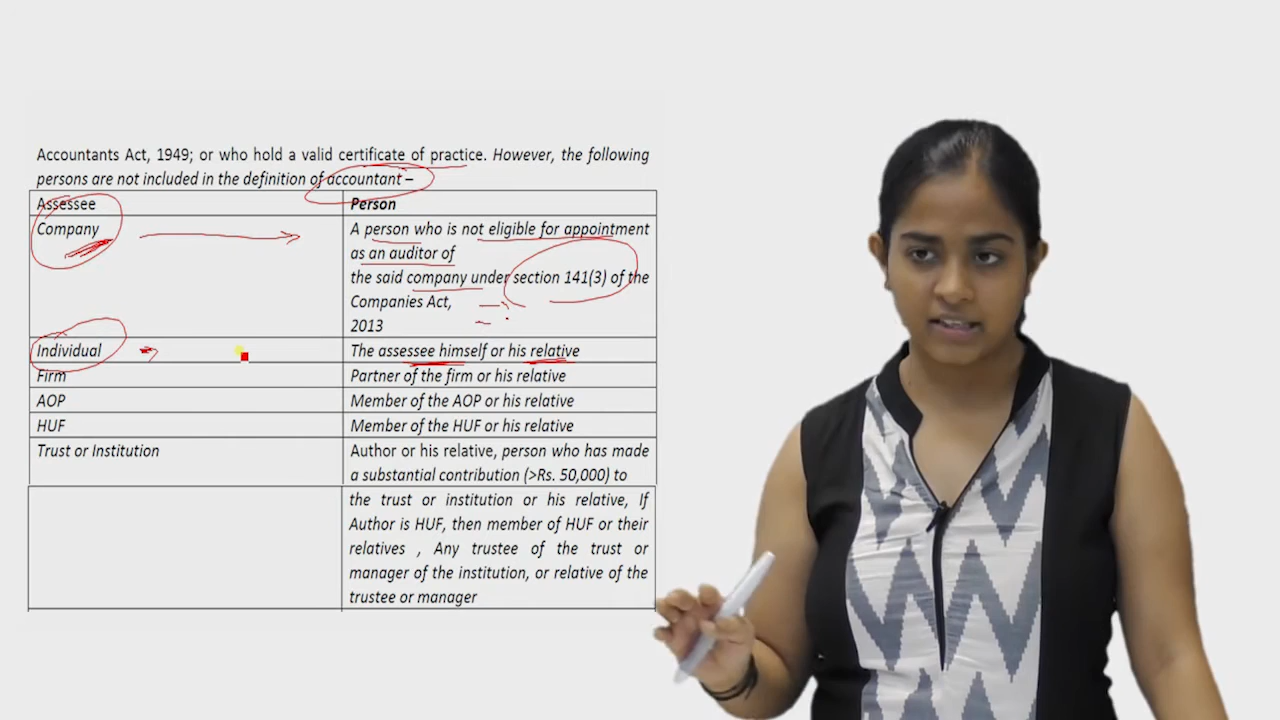 Accountants Act, 1949; or who hold a valid certificate of practice. However, the following
persons are not included in the definition of accountant –
Assessee Person
Company A person who is not eligible for appointment
as an auditor of
the said company under section 141(3) of the
Companies Act,
2013
Individual The assessee himself or his relative
Firm Partner of the firm or his relative
AOP Member of the AOP or his relative
HUF Member of the HUF or his relative
Trust or Institution Author or his relative, person who has made
a substantial contribution (>Rs. 50,000) to
the trust or institution or his relative, If
Author is HUF, then member of HUF or their
relatives , Any trustee of the trust or
manager of the institution, or relative of the
trustee or manager